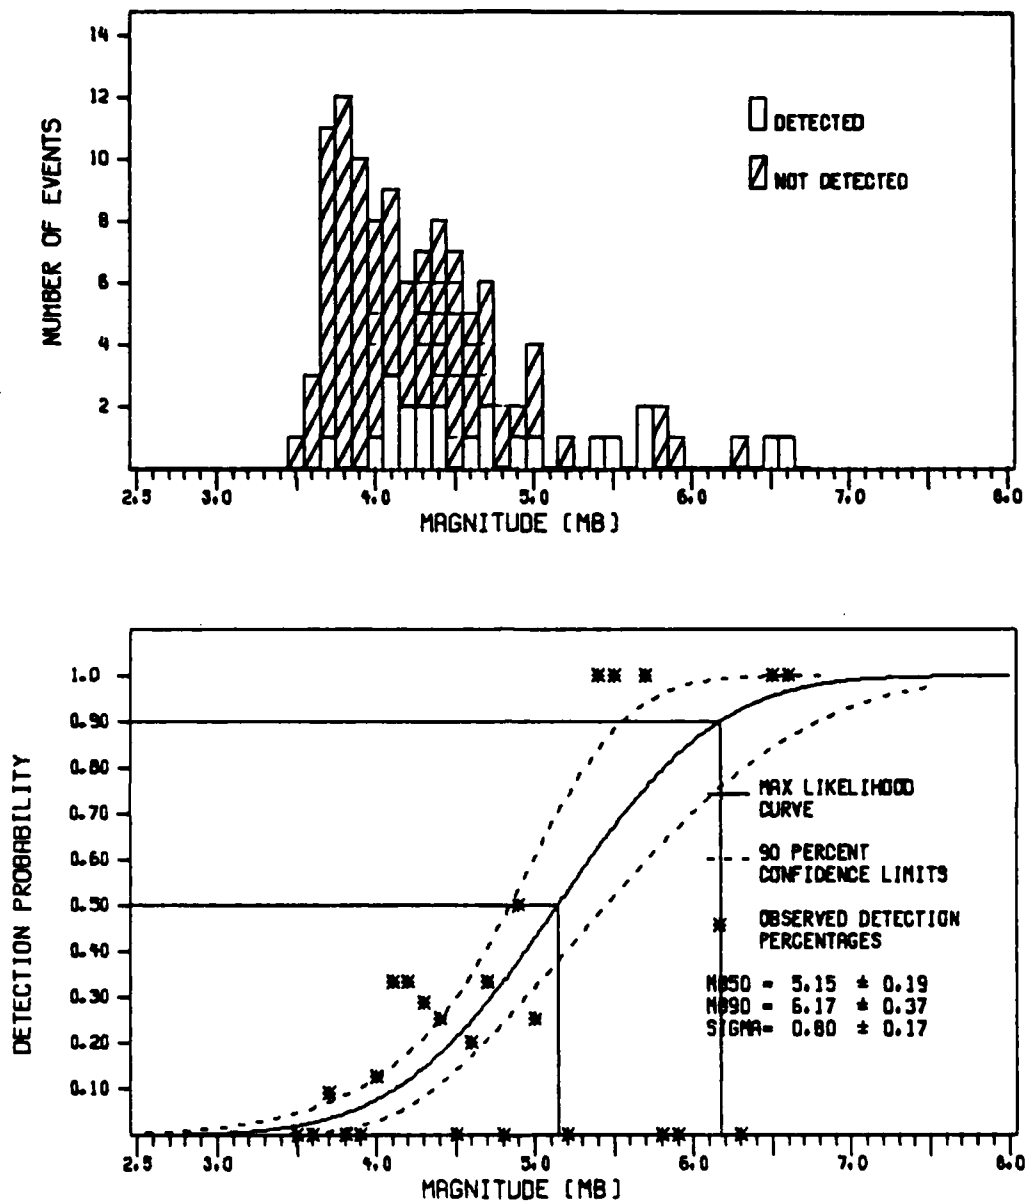 14
12
10
8
6
4
2
NUMBER OF EVENTS
DETECTED
NOT DETECTED
2.5 3.0 4.0 5.0 6.0 7.0 8.0
MAGNITUDE (MB)
1.0
0.90
0.80
0.70
0.60
0.50
0.40
0.30
0.20
0.10
DETECTION PROBABILITY
MAX LIKELIHOOD
CURVE
90 PERCENT
CONFIDENCE LIMITS
OBSERVED DETECTION
PERCENTAGES
MB50 = 5.15 ± 0.19
MB90 = 6.17 ± 0.37
SIGMA= 0.80 ± 0.17
2.5 3.0 4.0 5.0 6.0 7.0 8.0
MAGNITUDE (MB)